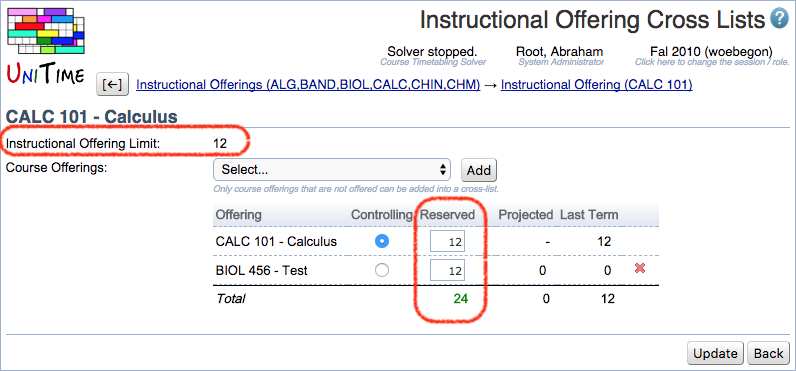 Instructional Offering Cross Lists ?
UNITIME
Solver stopped. Root, Abraham Fal 2010 (woebegon)
Course Timetabling Solver System Administrator Click here to change the session / role.
[←] Instructional Offerings (ALG,BAND,BIOL,CALC,CHIN,CHM) → Instructional Offering (CALC 101)
CALC 101 - Calculus
Instructional Offering Limit: 12
Course Offerings: Select... Add
Only course offerings that are not offered can be added into a cross-list.
Offering Controlling Reserved Projected Last Term
CALC 101 - Calculus 12 - 12
BIOL 456 - Test 12 0 0
Total 24 0 12
Update Back